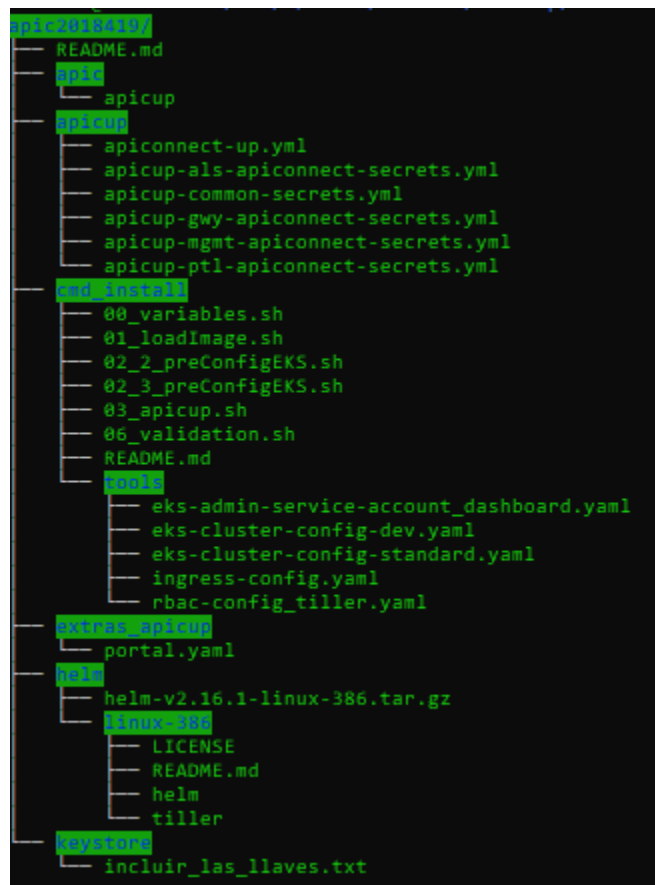 apic2018419/
├── README.md
├── apic
│   └── apicup
├── apicup
│   ├── apiconnect-up.yml
│   ├── apicup-als-apiconnect-secrets.yml
│   ├── apicup-common-secrets.yml
│   ├── apicup-gwy-apiconnect-secrets.yml
│   ├── apicup-mgmt-apiconnect-secrets.yml
│   └── apicup-ptl-apiconnect-secrets.yml
├── cmd_install
│   ├── 00_variables.sh
│   ├── 01_loadImage.sh
│   ├── 02_2_preConfigEKS.sh
│   ├── 02_3_preConfigEKS.sh
│   ├── 03_apicup.sh
│   ├── 06_validation.sh
│   ├── README.md
│   └── tools
│       ├── eks-admin-service-account_dashboard.yaml
│       ├── eks-cluster-config-dev.yaml
│       ├── eks-cluster-config-standard.yaml
│       ├── ingress-config.yaml
│       └── rbac-config_tiller.yaml
├── extras_apicup
│   └── portal.yaml
├── helm
│   ├── helm-v2.16.1-linux-386.tar.gz
│   └── linux-386
│       ├── LICENSE
│       ├── README.md
│       ├── helm
│       └── tiller
└── keystore
    └── incluir_las_llaves.txt